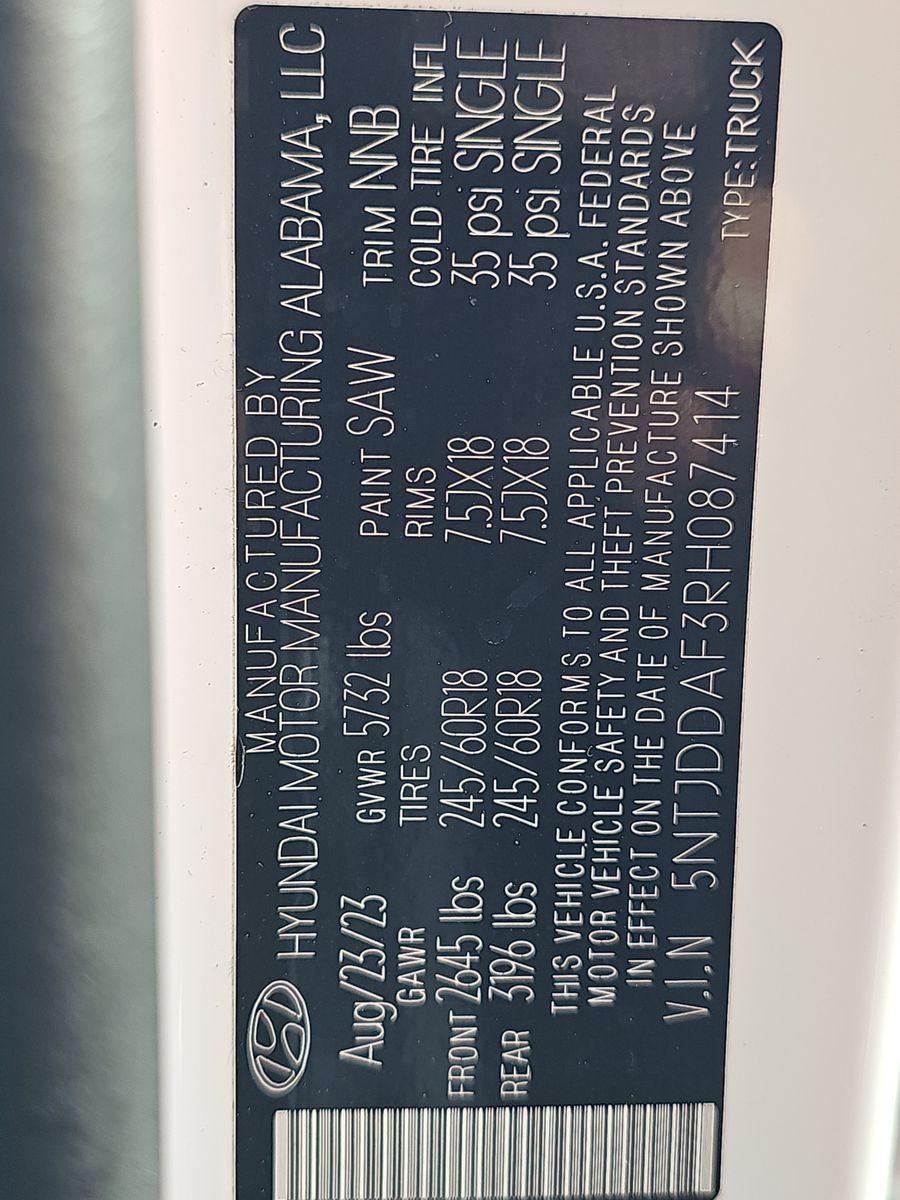 MANUFACTURED BY
HYUNDAI MOTOR MANUFACTURING ALABAMA, LLC
Aug/23/23 GVWR 5732 lbs PAINT SAW TRIM NNB
GAWR TIRES RIMS COLD TIRE INFL
FRONT 2645 lbs 245/60R18 7.5JX18 35 psi SINGLE
REAR 3196 lbs 245/60R18 7.5JX18 35 psi SINGLE
THIS VEHICLE CONFORMS TO ALL APPLICABLE U.S.A. FEDERAL
MOTOR VEHICLE SAFETY AND THEFT PREVENTION STANDARDS
IN EFFECT ON THE DATE OF MANUFACTURE SHOWN ABOVE
V.I.N 5NTJDDAF3RH087414 TYPE:TRUCK